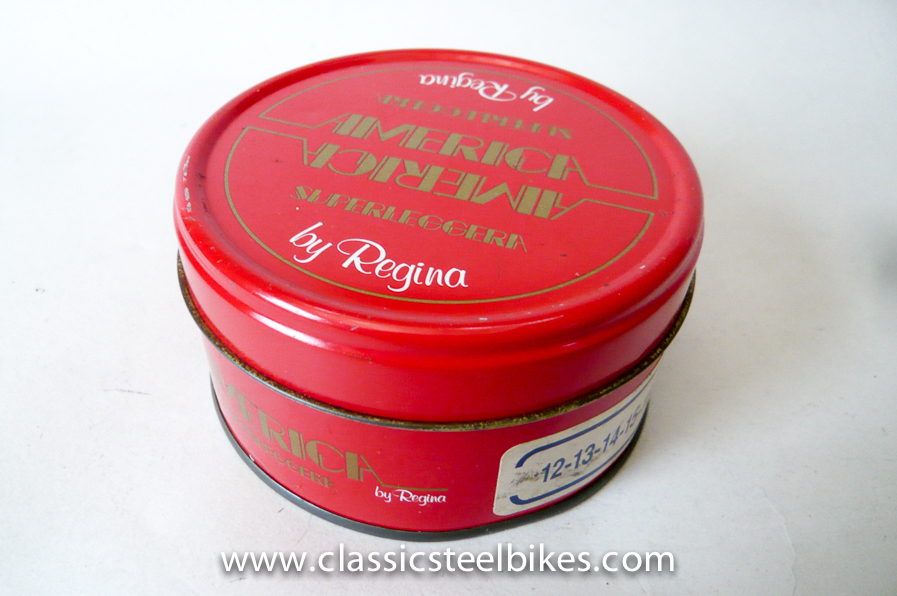 by Regina
SUPERLEGGERA
AMERICA
AMERICA
SUPERLEGGERA
by Regina
by Regina
12-13-14-15-
www.classicsteelbikes.com